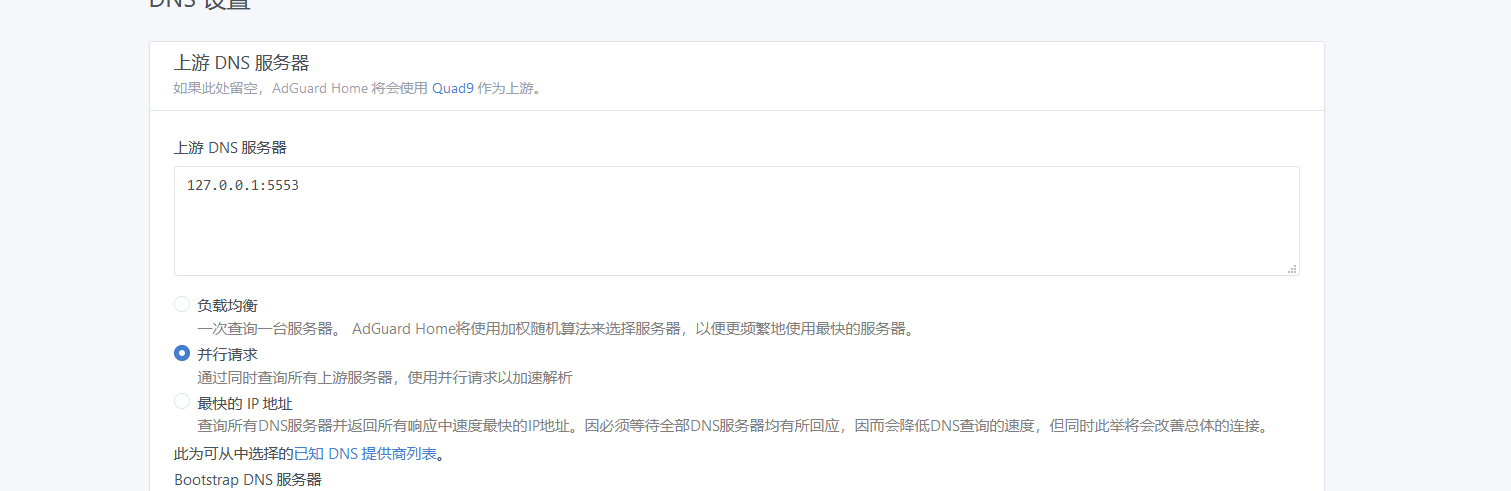 DNS 设置
上游 DNS 服务器
如果此处留空，AdGuard Home 将会使用 Quad9 作为上游。
上游 DNS 服务器
127.0.0.1:5553
负载均衡
一次查询一台服务器。 AdGuard Home将使用加权随机算法来选择服务器，以便更频繁地使用最快的服务器。
并行请求
通过同时查询所有上游服务器，使用并行请求以加速解析
最快的 IP 地址
查询所有DNS服务器并返回所有响应中速度最快的IP地址。因必须等待全部DNS服务器均有所回应，因而会降低DNS查询的速度，但同时此举将会改善总体的连接。
此为可从中选择的已知 DNS 提供商列表。
Bootstrap DNS 服务器